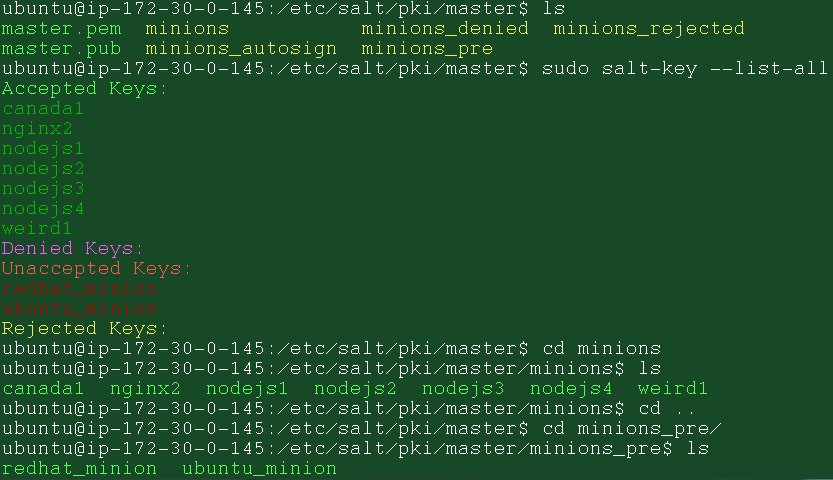 ubuntu@ip-172-30-0-145:/etc/salt/pki/master$ ls
master.pem  minions           minions_denied  minions_rejected
master.pub  minions_autosign  minions_pre
ubuntu@ip-172-30-0-145:/etc/salt/pki/master$ sudo salt-key --list-all
Accepted Keys:
canada1
nginx2
nodejs1
nodejs2
nodejs3
nodejs4
weird1
Denied Keys:
Unaccepted Keys:
redhat_minion
ubuntu_minion
Rejected Keys:
ubuntu@ip-172-30-0-145:/etc/salt/pki/master$ cd minions
ubuntu@ip-172-30-0-145:/etc/salt/pki/master/minions$ ls
canada1  nginx2  nodejs1  nodejs2  nodejs3  nodejs4  weird1
ubuntu@ip-172-30-0-145:/etc/salt/pki/master/minions$ cd ..
ubuntu@ip-172-30-0-145:/etc/salt/pki/master$ cd minions_pre/
ubuntu@ip-172-30-0-145:/etc/salt/pki/master/minions_pre$ ls
redhat_minion  ubuntu_minion